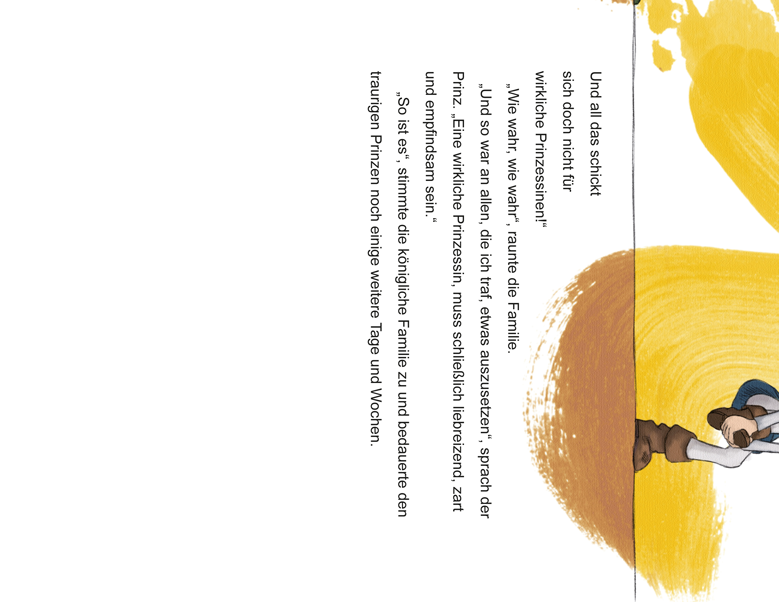 Und all das schickt
sich doch nicht für
wirkliche Prinzessinen!“
„Wie wahr, wie wahr“, raunte die Familie.
„Und so war an allen, die ich traf, etwas auszusetzen“, sprach der
Prinz. „Eine wirkliche Prinzessin, muss schließlich liebreizend, zart
und empfindsam sein.“
„So ist es“, stimmte die königliche Familie zu und bedauerte den
traurigen Prinzen noch einige weitere Tage und Wochen.